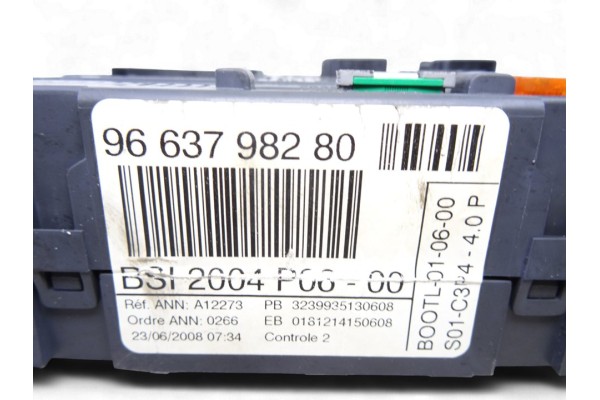 96 637 982 80
BSI 2004 P06 - 00
Réf. ANN: A12273 PB 3239935130608
Ordre ANN: 0266 EB 0181214150608
23/06/2008 07:34 Controle 2
BOOTL-01-06-00
S01-C304 - 4.0 P